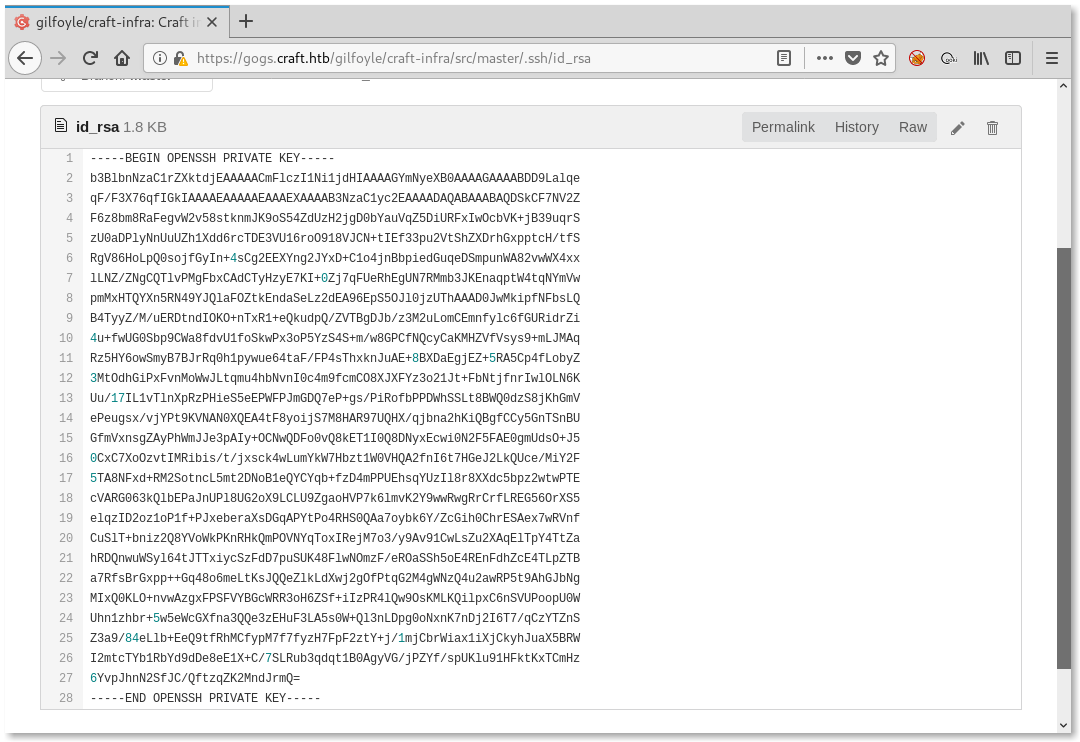 gilfoyle/craft-infra: Craft in
https://gogs.craft.htb/gilfoyle/craft-infra/src/master/.ssh/id_rsa
id_rsa 1.8 KB
Permalink
History
Raw
1 -----BEGIN OPENSSH PRIVATE KEY-----
2 b3BlbnNzaC1rZXktdjEAAAAACmFlczI1Ni1jdHIAAAAGYmNyeXB0AAAAGAAAABDD9Lalqe
3 qF/F3X76qfIGkIAAAAEAAAAAEAAAEXAAAAB3NzaC1yc2EAAAADAQABAAABAQDSkCF7NV2Z
4 F6z8bm8RaFegvW2v58stknmJK9oS54ZdUzH2jgD0bYauVqZ5DiURFxIwOcbVK+jB39uqrS
5 zU0aDPlyNnUuUZh1Xdd6rcTDE3VU16roO918VJCN+tIEf33pu2VtShZXDrhGxpptcH/tfS
6 RgV86HoLpQ0sojfGyIn+4sCg2EEXYng2JYxD+C1o4jnBbpiedGuqeDSmpunWA82vwWX4xx
7 lLNZ/ZNgCQTlvPMgFbxCAdCTyHzyE7KI+0Zj7qFUeRhEgUN7RMmb3JKEnaqptW4tqNYmVw
8 pmMxHTQYXn5RN49YJQlaFOZtkEndaSeLz2dEA96EpS5OJl0jzUThAAAD0JwMkipfNFbsLQ
9 B4TyyZ/M/uERDtndIOKO+nTxR1+eQkudpQ/ZVTBgDJb/z3M2uLomCEmnfylc6fGURidrZi
10 4u+fwUG0Sbp9CWa8fdvU1foSkwPx3oP5YzS4S+m/w8GPCfNQcyCaKMHZVfVsys9+mLJMAq
11 Rz5HY6owSmyB7BJrRq0h1pywue64taF/FP4sThxknJuAE+8BXDaEgjEZ+5RA5Cp4fLobyZ
12 3MtOdhGiPxFvnMoWwJLtqmu4hbNvnI0c4m9fcmCO8XJXFYz3o21Jt+FbNtjfnrIwlOLN6K
13 Uu/17IL1vTlnXpRzPHieS5eEPWFPJmGDQ7eP+gs/PiRofbPPDWhSSLt8BWQ0dzS8jKhGmV
14 ePeugsx/vjYPt9KVNAN0XQEA4tF8yoijS7M8HAR97UQHX/qjbna2hKiQBgfCCy5GnTSnBU
15 GfmVxnsgZAyPhWmJJe3pAIy+OCNwQDFo0vQ8kET1I0Q8DNyxEcwi0N2F5FAE0gmUdsO+J5
16 0CxC7XoOzvtIMRibis/t/jxsck4wLumYkW7Hbzt1W0VHQA2fnI6t7HGeJ2LkQUce/MiY2F
17 5TA8NFxd+RM2SotncL5mt2DNoB1eQYCYqb+fzD4mPPUEhsqYUzIl8r8XXdc5bpz2wtwPTE
18 cVARG063kQlbEPaJnUPl8UG2oX9LCLU9ZgaoHVP7k6lmvK2Y9wwRwgRrCrfLREG56OrXS5
19 elqzID2oz1oP1f+PJxeberaXsDGqAPYtPo4RHS0QAa7oybk6Y/ZcGih0ChrESAex7wRVnf
20 CuSlT+bniz2Q8YVoWkPKnRHkQmPOVNYqToxIRejM7o3/y9Av91CwLsZu2XAqElTpY4TtZa
21 hRDQnwuWSyl64tJTTxiycSzFdD7puSUK48FlwNOmzF/eROaSSh5oE4REnFdhZcE4TLpZTB
22 a7RfsBrGxpp++Gq48o6meLtKsJQQeZlkLdXwj2gOfPtqG2M4gWNzQ4u2awRP5t9AhGJbNg
23 MIxQ0KLO+nvwAzgxFPSFVYBGcWRR3oH6ZSf+iIzPR4lQw9OsKMLKQilpxC6nSVUPoopU0W
24 Uhn1zhbr+5w5eWcGXfna3QQe3zEHuF3LA5s0W+Ql3nLDpg0oNxnK7nDj2I6T7/qCzYTZnS
25 Z3a9/84eLlb+EeQ9tfRhMCfypM7f7fyzH7FpF2ztY+j/1mjCbrWiax1iXjCkyhJuaX5BRW
26 I2mtcTYb1RbYd9dDe8eE1X+C/7SLRub3qdqt1B0AgyVG/jPZYf/spUKlu91HFktKxTCmHz
27 6YvpJhnN2SfJC/QftzqZK2MndJrmQ=
28 -----END OPENSSH PRIVATE KEY-----